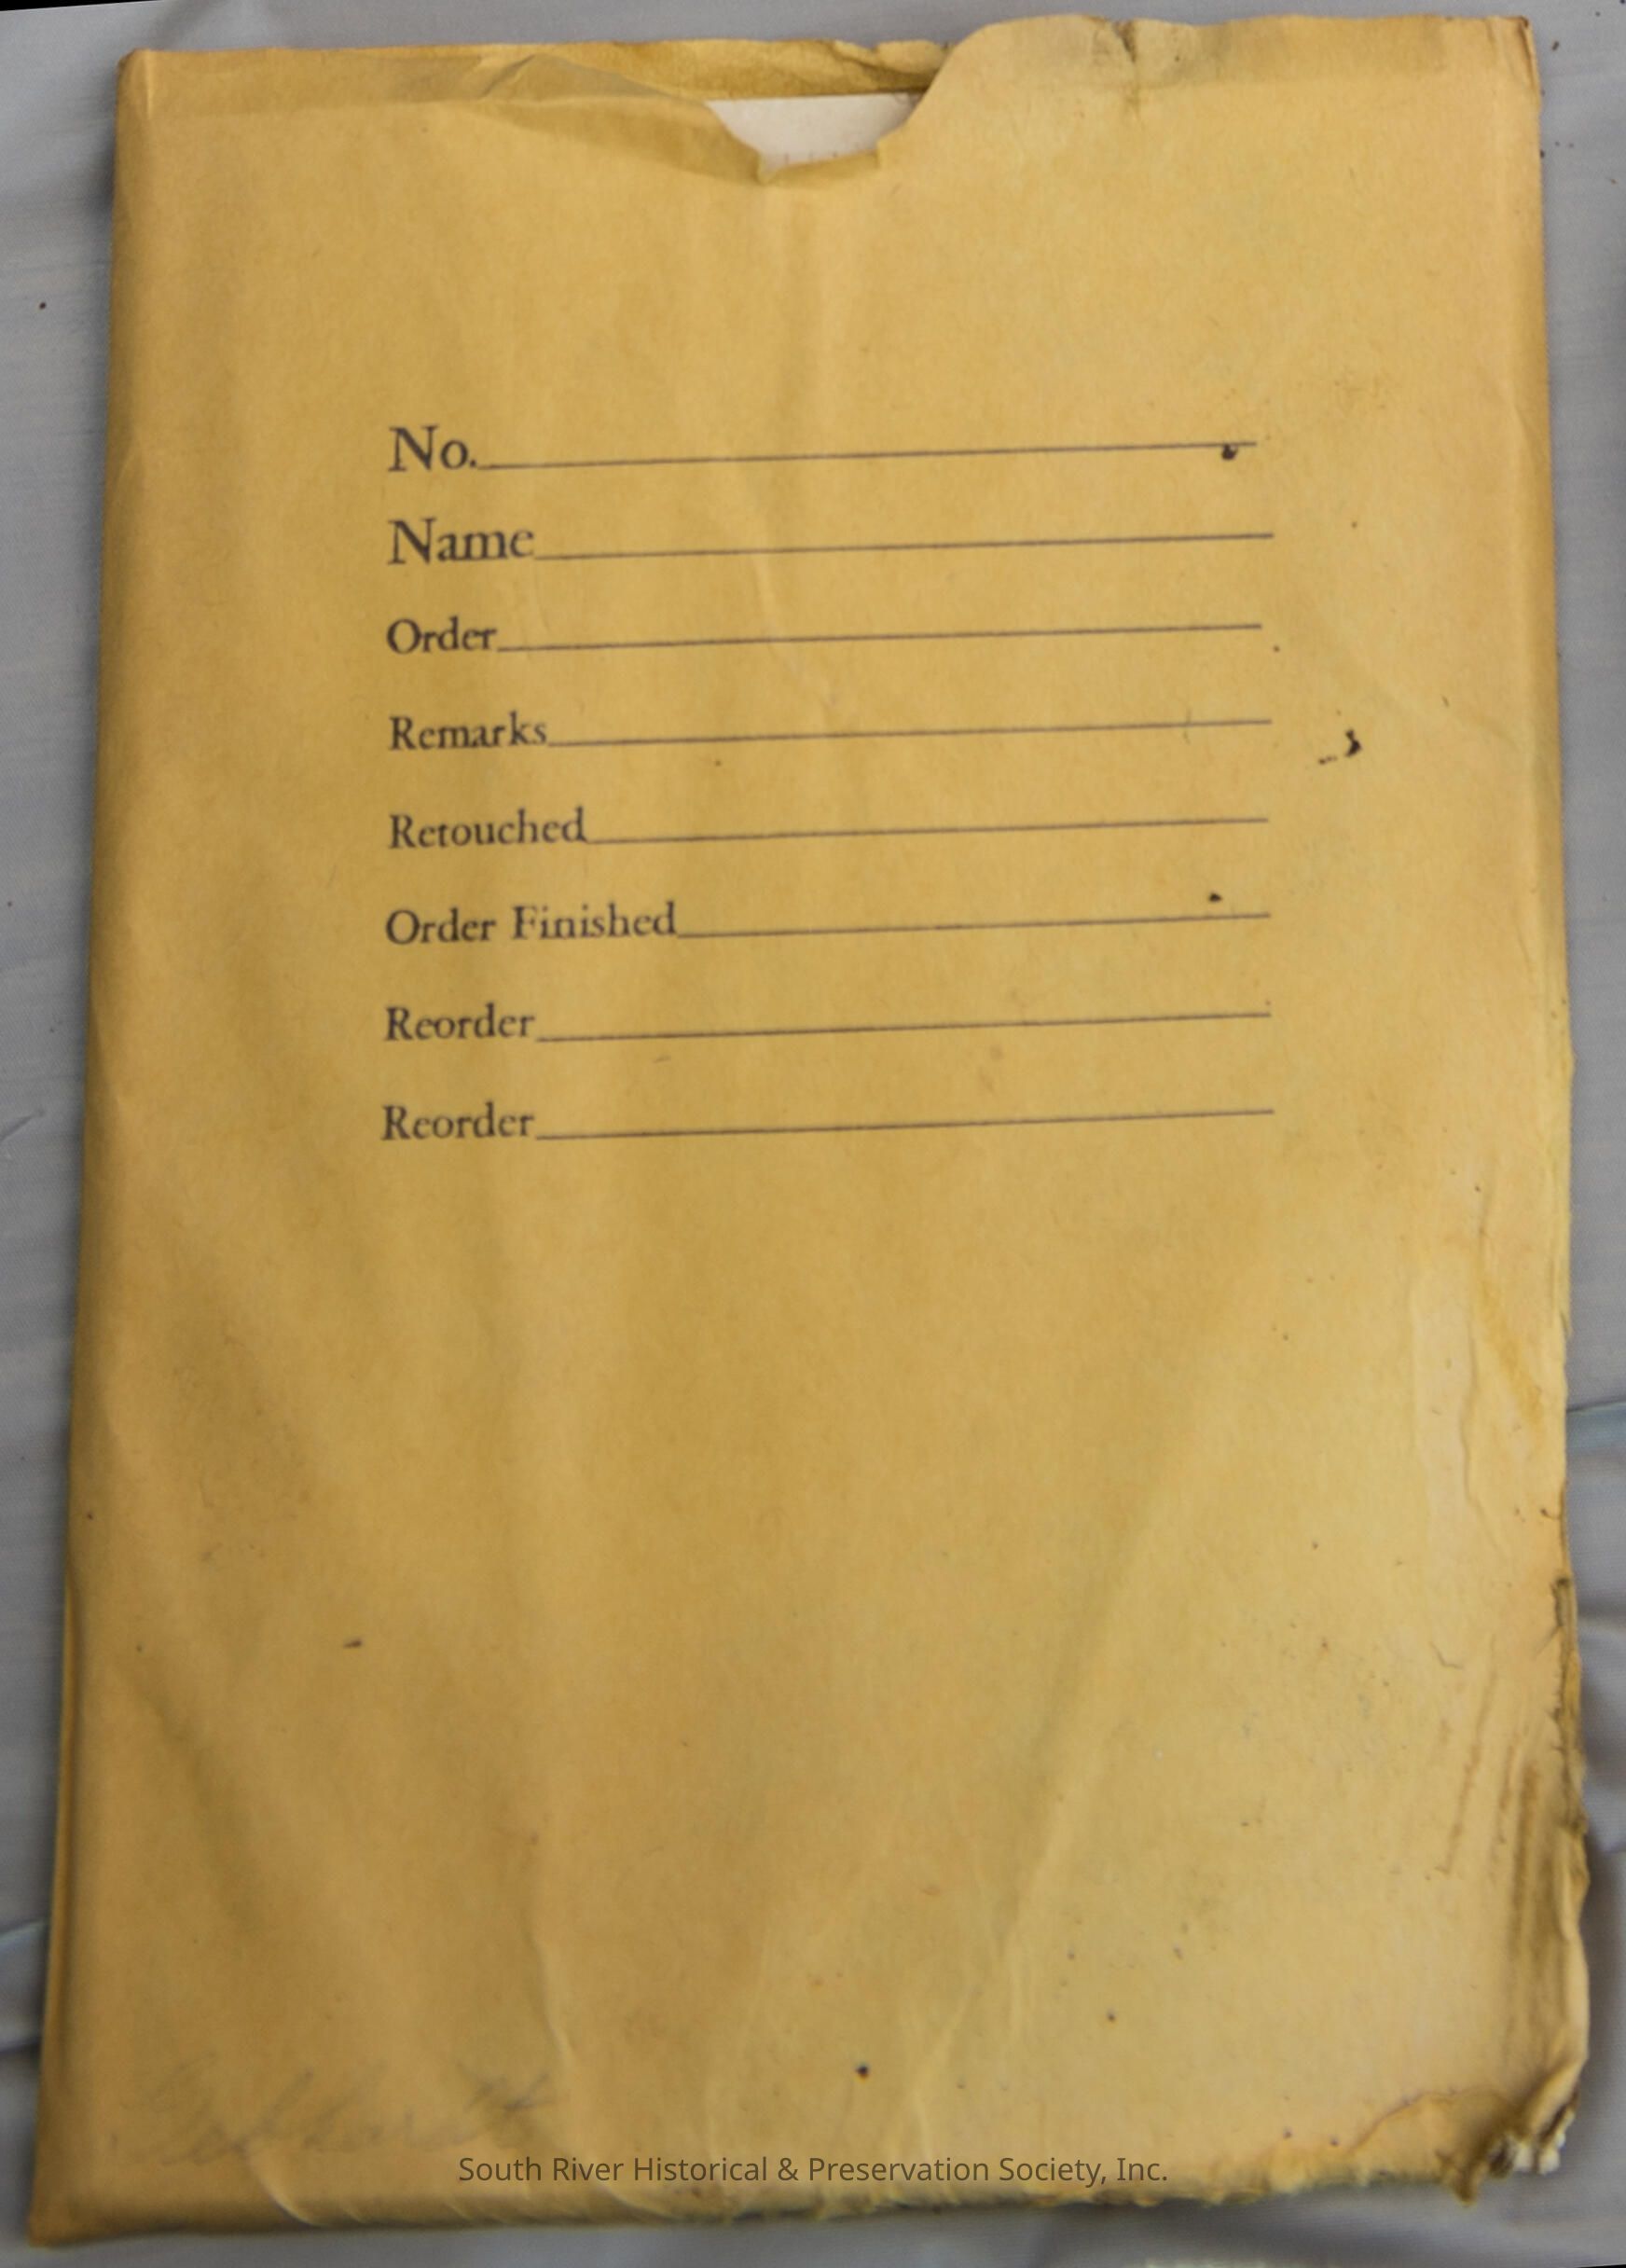 No.
Name
Order
Remarks
Retouched
Order Finished
Reorder
Reorder
South River Historical & Preservation Society, Inc.